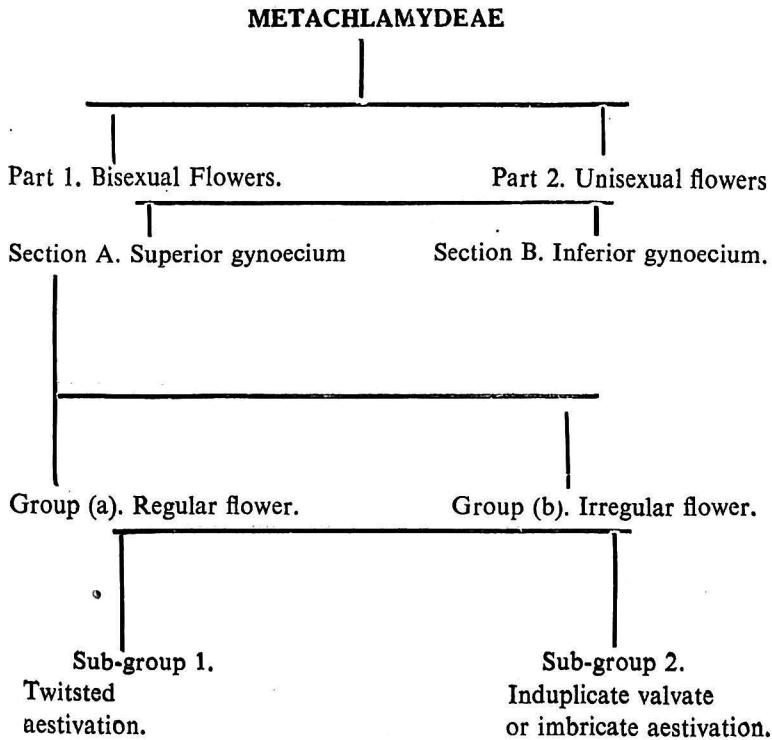 METACHLAMYDEAE
Part 1. Bisexual Flowers.
Part 2. Unisexual flowers
Section A. Superior gynoecium
Section B. Inferior gynoecium.
Group (a). Regular flower.
Group (b). Irregular flower.
Sub-group 1.
Twitsted
aestivation.
Sub-group 2.
Induplicate valvate
or imbricate aestivation.